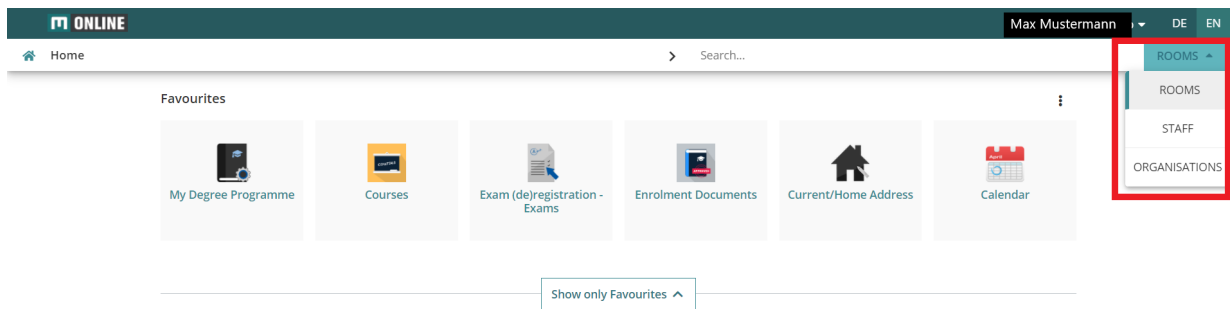 m ONLINE
Max Mustermann
DE EN
Home
Search...
ROOMS
ROOMS
STAFF
ORGANISATIONS
Favourites
My Degree Programme
Courses
Exam (de)registration -
Exams
Enrolment Documents
Current/Home Address
April
Calendar
Show only Favourites